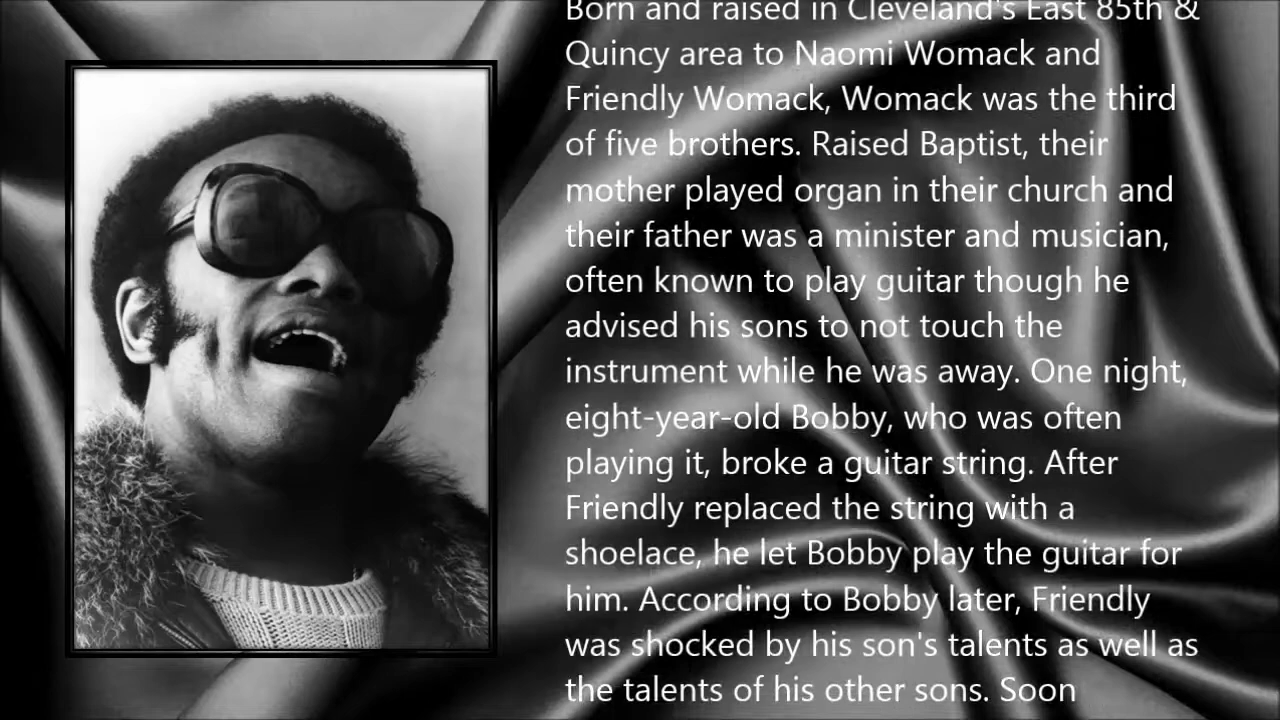 Born and raised in Cleveland's East 85th &
Quincy area to Naomi Womack and
Friendly Womack, Womack was the third
of five brothers. Raised Baptist, their
mother played organ in their church and
their father was a minister and musician,
often known to play guitar though he
advised his sons to not touch the
instrument while he was away. One night,
eight-year-old Bobby, who was often
playing it, broke a guitar string. After
Friendly replaced the string with a
shoelace, he let Bobby play the guitar for
him. According to Bobby later, Friendly
was shocked by his son's talents as well as
the talents of his other sons. Soon